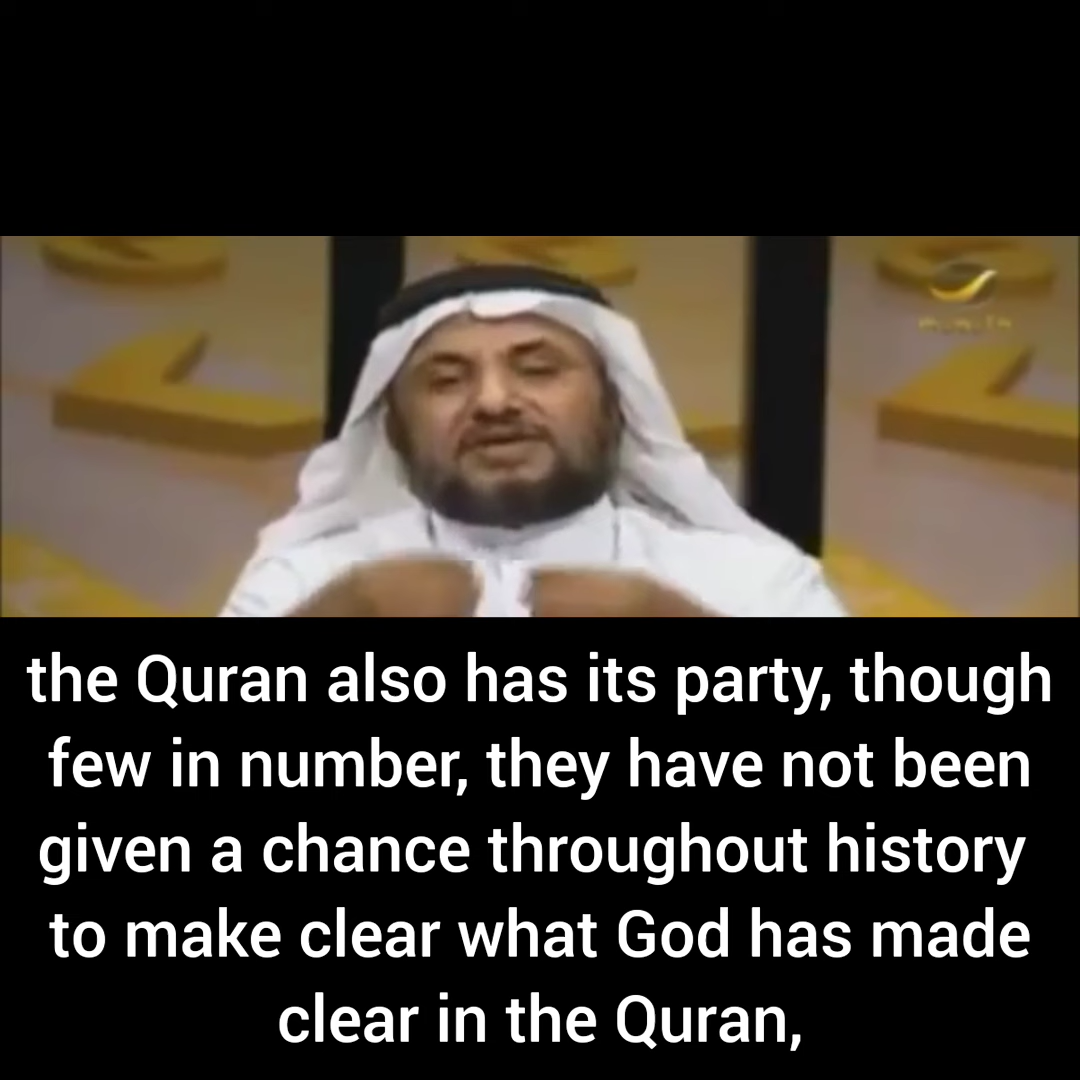 the Quran also has its party, though
few in number, they have not been
given a chance throughout history
to make clear what God has made
clear in the Quran,